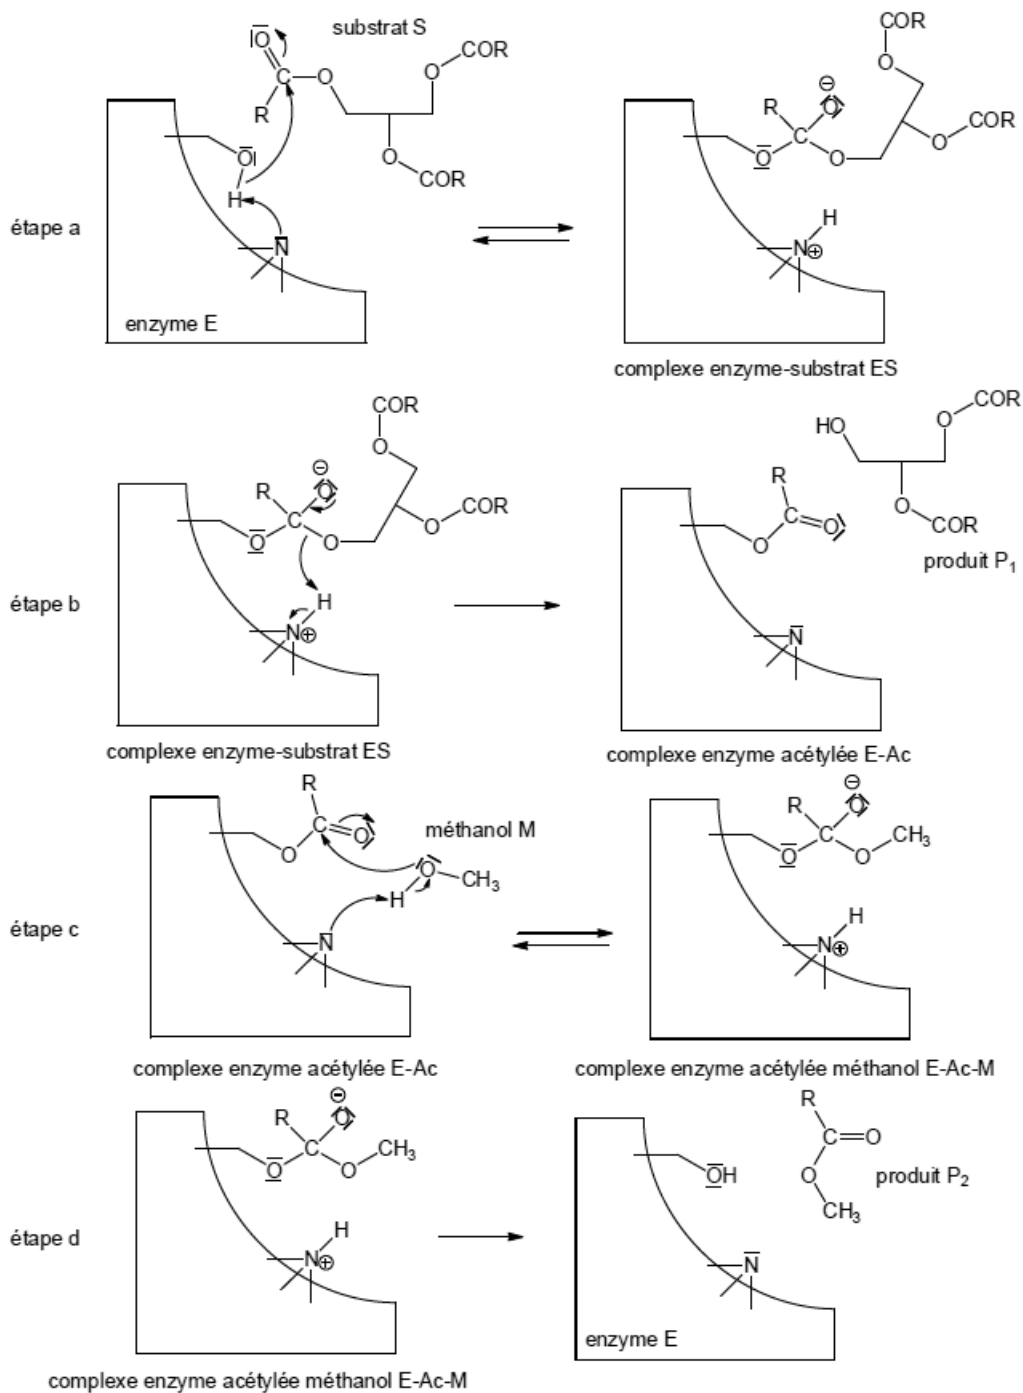 substrat S
IO
C
O
R
O
COR
O
COR
O
H
N
étape a
enzyme E
COR
O
R
O
C
O
O
O
COR
H
N
complexe enzyme-substrat ES
COR
O
R
O
C
O
O
O
COR
H
N
étape b
complexe enzyme-substrat ES
HO
O
COR
O
COR
R
C
O
O
produit P1
N
complexe enzyme acétylée E-Ac
R
C
O
O
méthanol M
O
CH3
H
N
étape c
complexe enzyme acétylée E-Ac
R
O
C
O
O
CH3
H
N
complexe enzyme acétylée méthanol E-Ac-M
R
O
C
O
O
CH3
H
N
étape d
complexe enzyme acétylée méthanol E-Ac-M
R
C
O
O
CH3
produit P2
OH
N
enzyme E